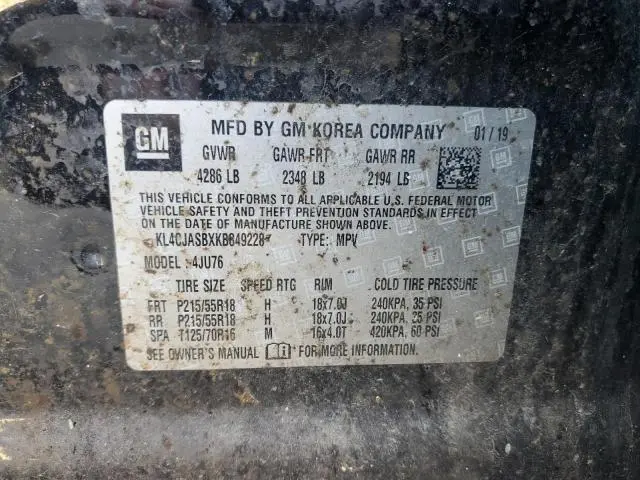 GM
MFD BY GM KOREA COMPANY 01/19
GVWR GAWR FRT GAWR RR
4286 LB 2348 LB 2194 LB
THIS VEHICLE CONFORMS TO ALL APPLICABLE U.S. FEDERAL MOTOR
VEHICLE SAFETY AND THEFT PREVENTION STANDARDS IN EFFECT
ON THE DATE OF MANUFACTURE SHOWN ABOVE.
TYPE: MPV
MODEL: 4JU76
TIRE SIZE SPEED RTG RIM COLD TIRE PRESSURE
FRT P215/55R18 H 18x7.0J 240KPA, 35 PSI
RR P215/55R18 H 18x7.0J 240KPA, 35 PSI
SPA T125/70R16 M 16x4.0T 420KPA, 60 PSI
SEE OWNER'S MANUAL FOR MORE INFORMATION.